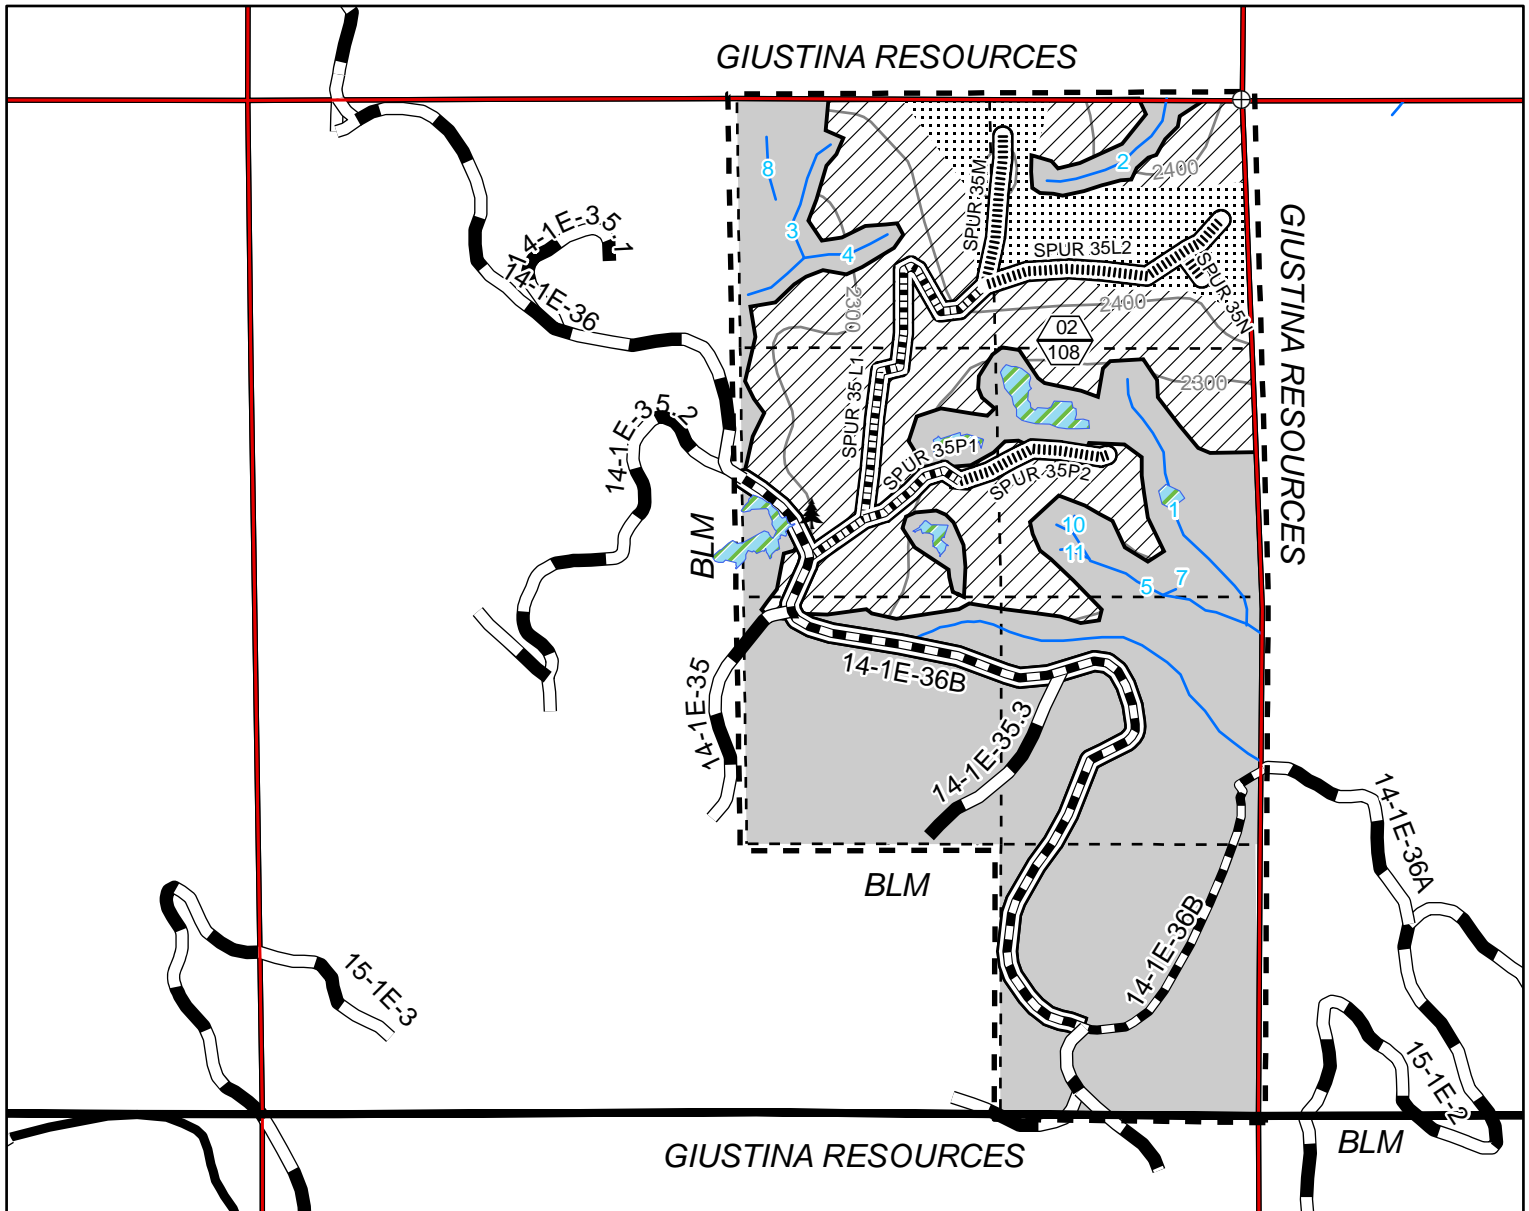 GIUSTINA RESOURCES
8
2
2400
3
4
SPUR 35M
14-1E-3.5.1
14-1E-36
SPUR 35L2
SPUR 35N
GIUSTINA RESOURCES
2300
2400
02
108
2300
SPUR 35 L1
14-1E-3.5.2
SPUR 35P1
SPUR 35P2
BLM
1
10
11
5
7
14-1E-35
14-1E-36B
14-1E-35.3
14-1E-36A
BLM
14-1E-36B
15-1E-3
15-1E-2
GIUSTINA RESOURCES
BLM